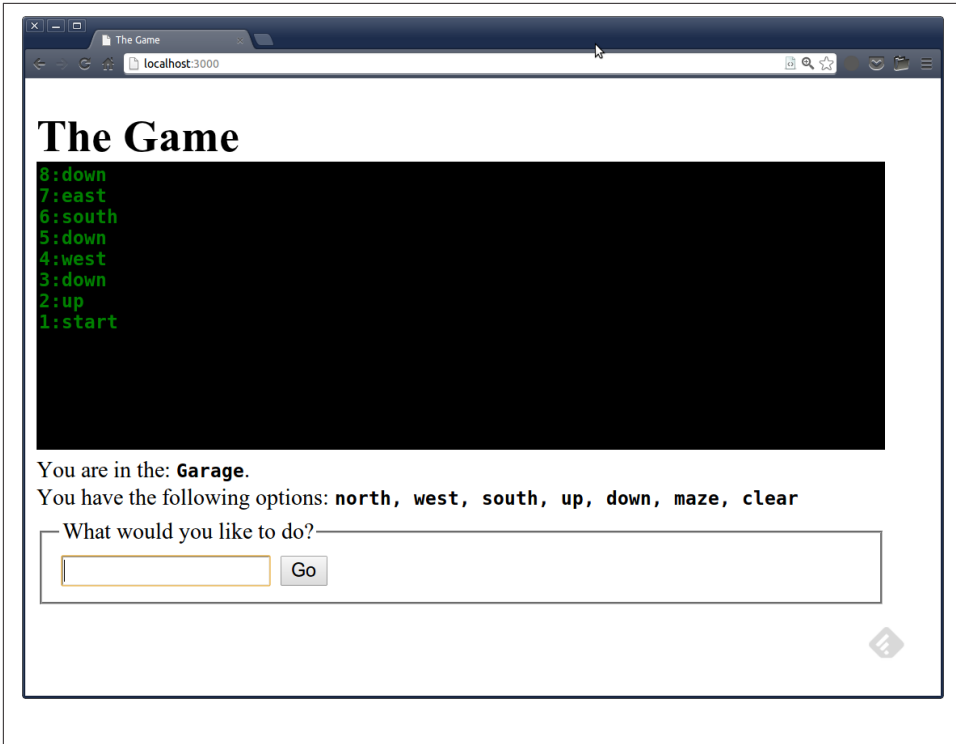 The Game
localhost:3000
The Game
8:down
7:east
6:south
5:down
4:west
3:down
2:up
1:start
You are in the: Garage.
You have the following options: north, west, south, up, down, maze, clear
What would you like to do?
Go